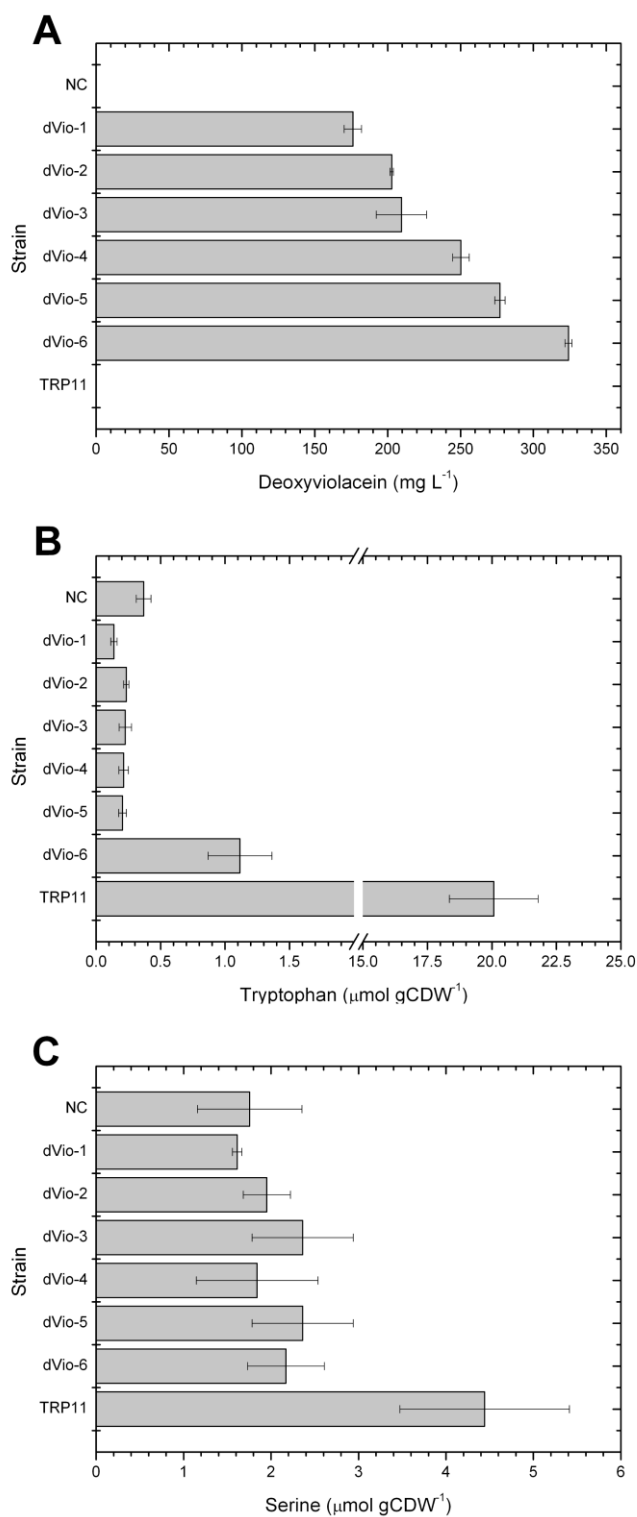 A
Strain
NC
dVio-1
dVio-2
dVio-3
dVio-4
dVio-5
dVio-6
TRP11
0 50 100 150 200 250 300 350
Deoxyviolacein (mg L⁻¹)
B
Strain
NC
dVio-1
dVio-2
dVio-3
dVio-4
dVio-5
dVio-6
TRP11
0.0 0.5 1.0 1.5 15.0 17.5 20.0 22.5 25.0
Tryptophan (μmol gCDW⁻¹)
C
Strain
NC
dVio-1
dVio-2
dVio-3
dVio-4
dVio-5
dVio-6
TRP11
0 1 2 3 4 5 6
Serine (μmol gCDW⁻¹)